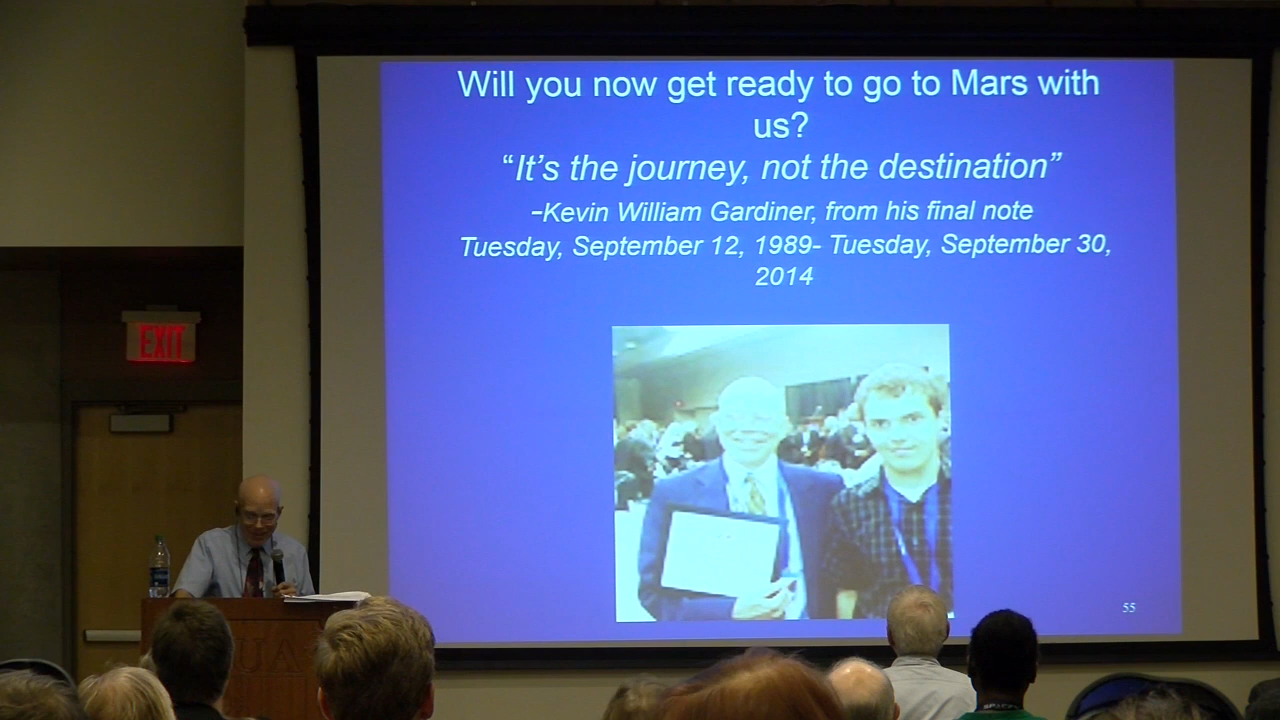 Will you now get ready to go to Mars with
us?
“It’s the journey, not the destination”
-Kevin William Gardiner, from his final note
Tuesday, September 12, 1989- Tuesday, September 30,
2014
EXIT
55
UA